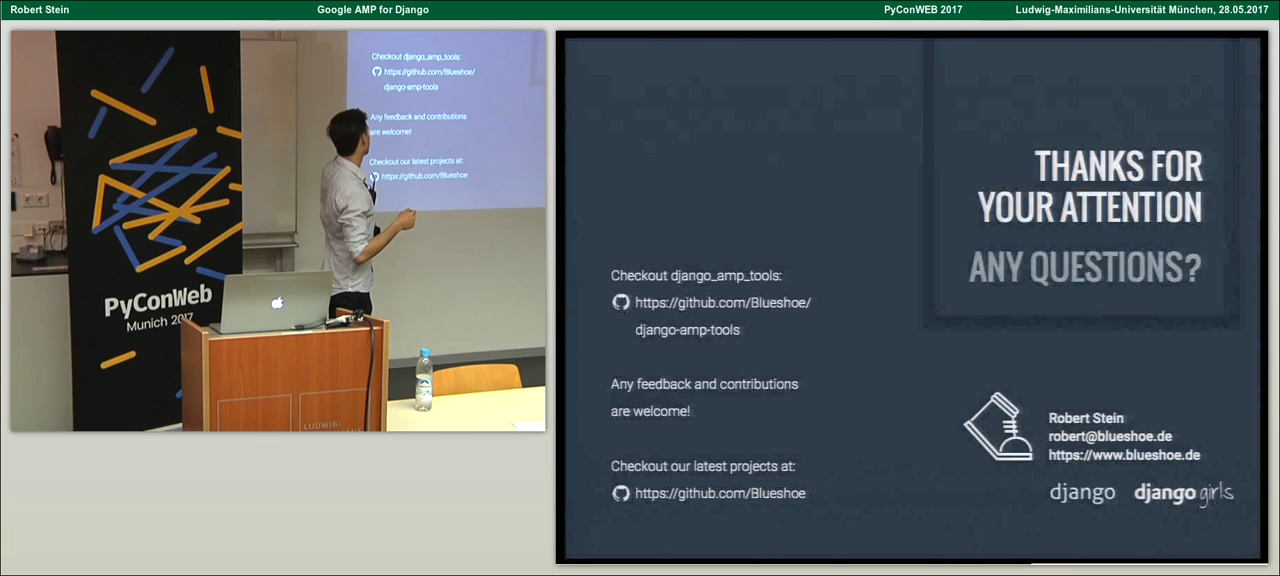 Robert Stein
Google AMP for Django
PyConWEB 2017
Ludwig-Maximilians-Universität München, 28.05.2017
PyConWeb
Munich 2017
LUDWIG-
Checkout django_amp_tools:
https://github.com/Blueshoe/
django-amp-tools
Any feedback and contributions
are welcome!
Checkout our latest projects at:
https://github.com/Blueshoe
THANKS FOR
YOUR ATTENTION
ANY QUESTIONS?
Checkout django_amp_tools:
https://github.com/Blueshoe/
django-amp-tools
Any feedback and contributions
are welcome!
Checkout our latest projects at:
https://github.com/Blueshoe
Robert Stein
robert@blueshoe.de
https://www.blueshoe.de
django
django girls